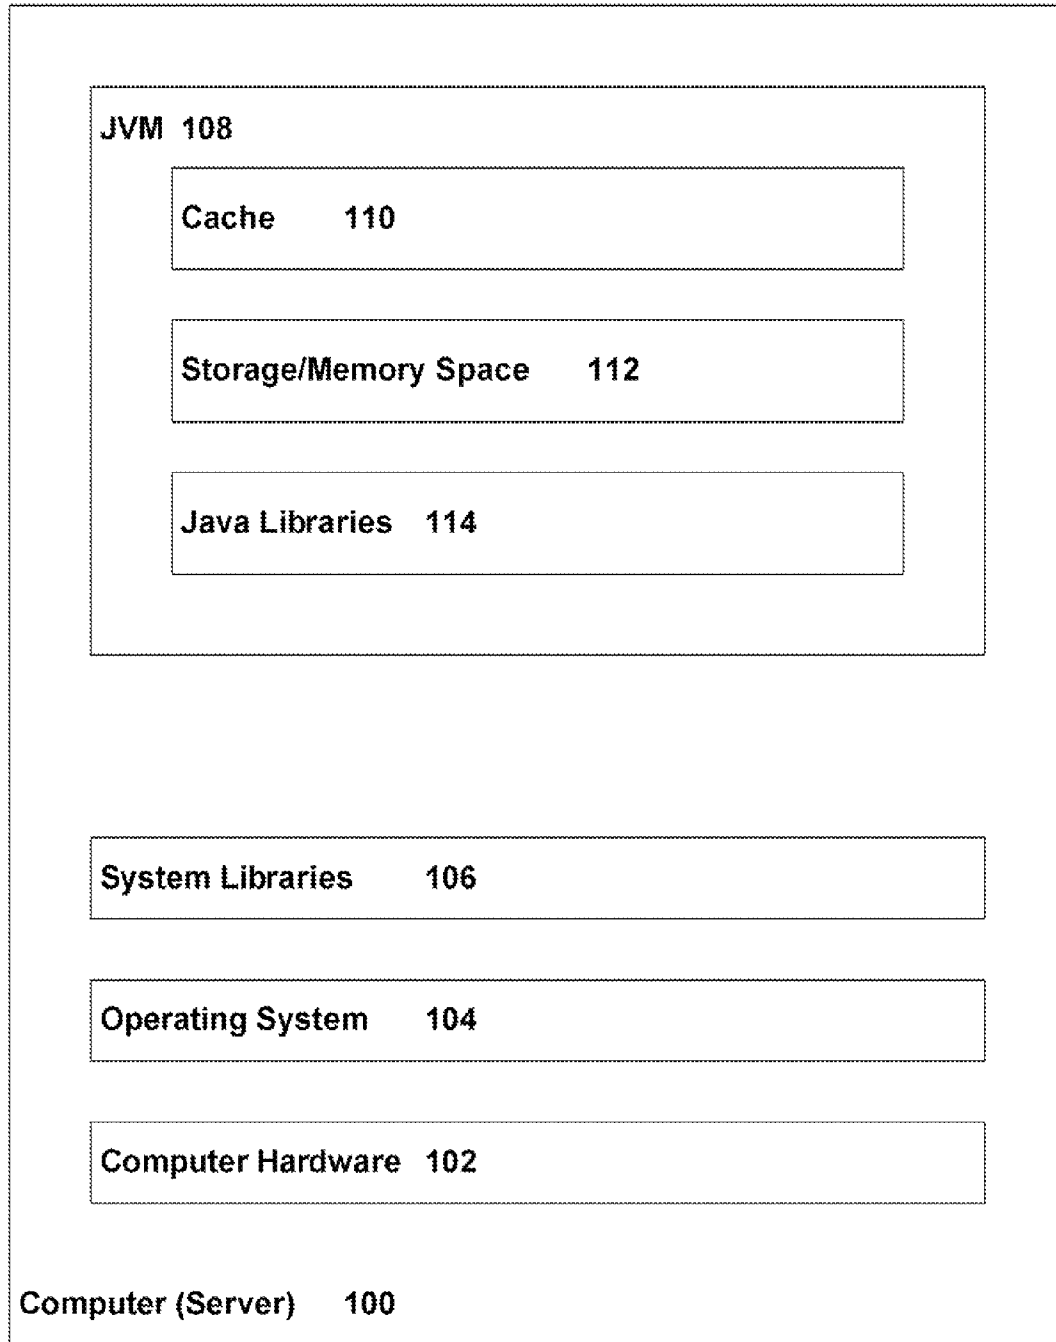 JVM 108
Cache 110
Storage/Memory Space 112
Java Libraries 114
System Libraries 106
Operating System 104
Computer Hardware 102
Computer (Server) 100